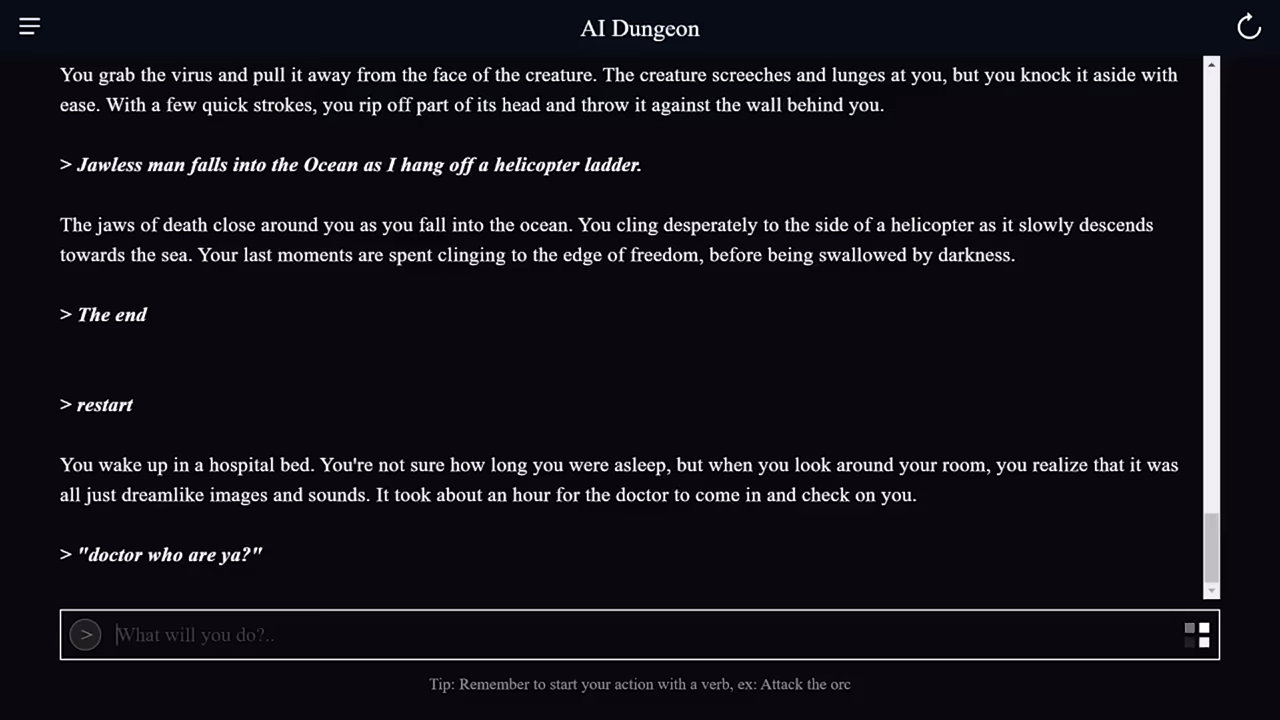 AI Dungeon
You grab the virus and pull it away from the face of the creature. The creature screeches and lunges at you, but you knock it aside with
ease. With a few quick strokes, you rip off part of its head and throw it against the wall behind you.
> Jawless man falls into the Ocean as I hang off a helicopter ladder.
The jaws of death close around you as you fall into the ocean. You cling desperately to the side of a helicopter as it slowly descends
towards the sea. Your last moments are spent clinging to the edge of freedom, before being swallowed by darkness.
> The end
> restart
You wake up in a hospital bed. You're not sure how long you were asleep, but when you look around your room, you realize that it was
all just dreamlike images and sounds. It took about an hour for the doctor to come in and check on you.
> "doctor who are ya?"
> What will you do?..
Tip: Remember to start your action with a verb, ex: Attack the orc